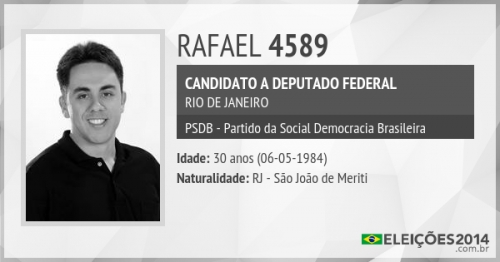 RAFAEL 4589
CANDIDATO A DEPUTADO FEDERAL
RIO DE JANEIRO
PSDB - Partido da Social Democracia Brasileira
Idade: 30 anos (06-05-1984)
Naturalidade: RJ - São João de Meriti
ELEIÇÕES2014
.com.br